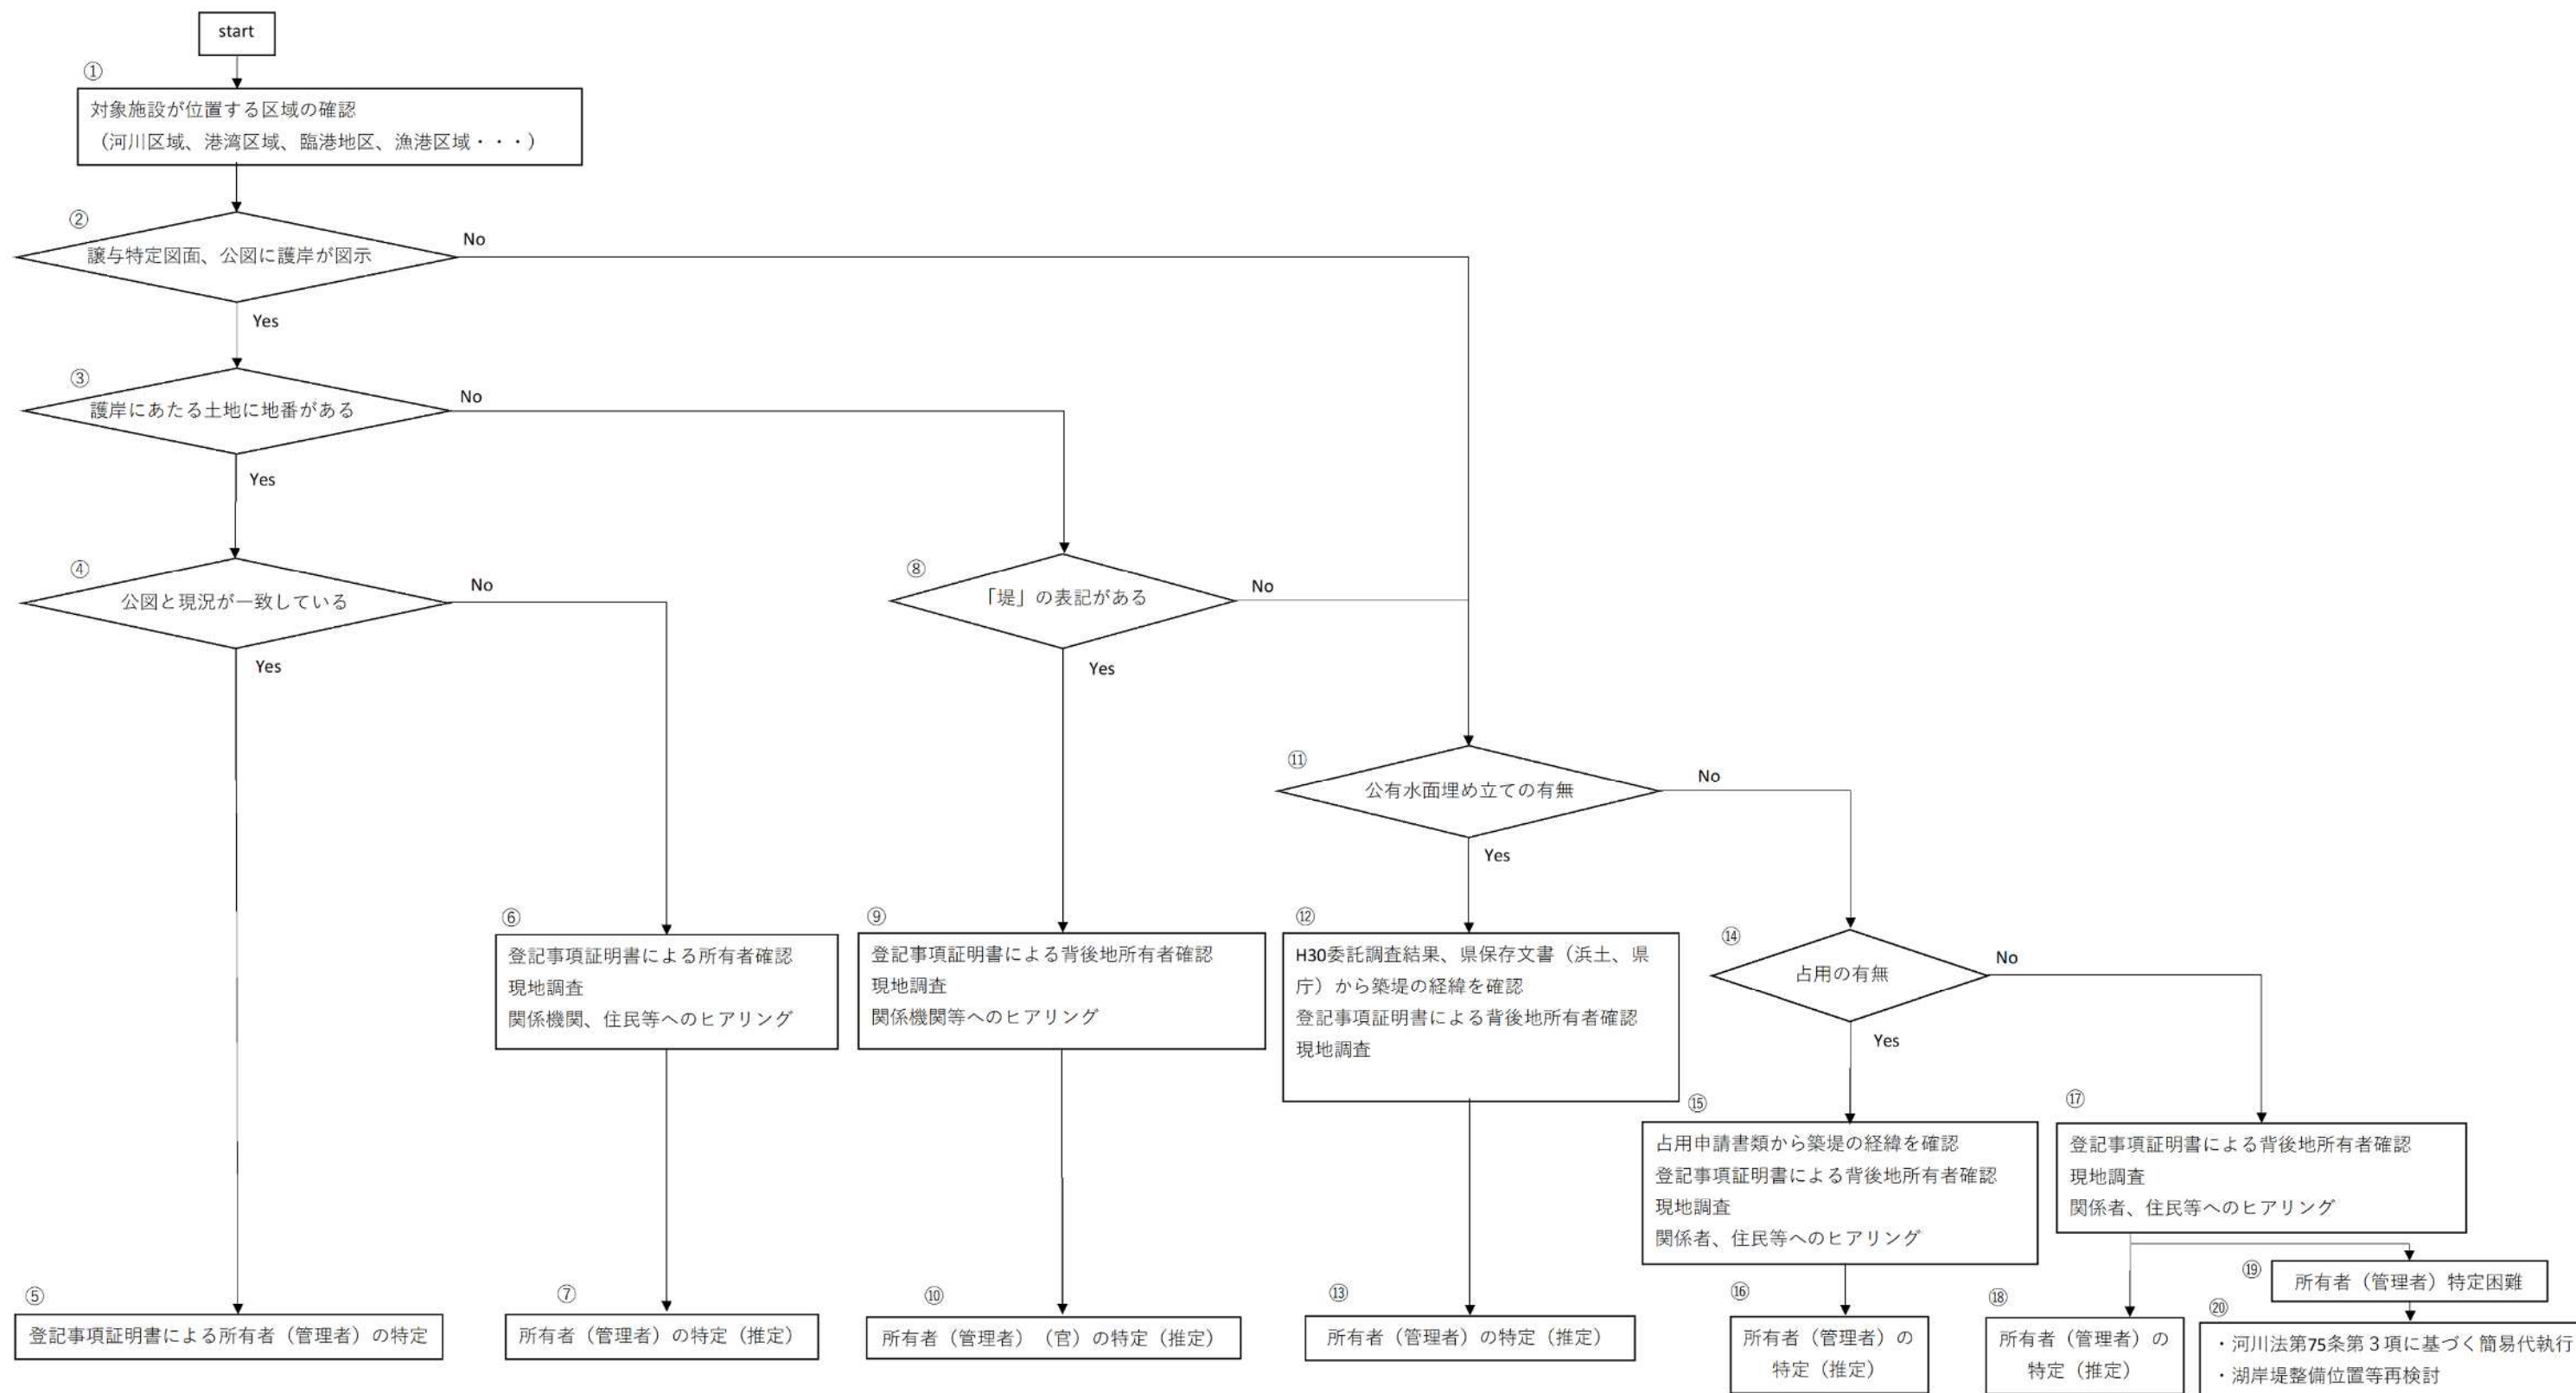 start
①
対象施設が位置する区域の確認
（河川区域、港湾区域、臨港地区、漁港区域・・・）
②
譲与特定図面、公図に護岸が図示
No
Yes
③
護岸にあたる土地に地番がある
No
Yes
④
公図と現況が一致している
No
Yes
⑧
「堤」の表記がある
No
Yes
⑪
公有水面埋め立ての有無
No
Yes
⑥
登記事項証明書による所有者確認
現地調査
関係機関、住民等へのヒアリング
⑨
登記事項証明書による背後地所有者確認
現地調査
関係機関等へのヒアリング
⑫
H30委託調査結果、県保存文書（浜土、県
庁）から築堤の経緯を確認
登記事項証明書による背後地所有者確認
現地調査
⑭
占用の有無
No
Yes
⑮
占用申請書類から築堤の経緯を確認
登記事項証明書による背後地所有者確認
現地調査
関係者、住民等へのヒアリング
⑰
登記事項証明書による背後地所有者確認
現地調査
関係者、住民等へのヒアリング
⑤
登記事項証明書による所有者（管理者）の特定
⑦
所有者（管理者）の特定（推定）
⑩
所有者（管理者）（官）の特定（推定）
⑬
所有者（管理者）の特定（推定）
⑯
所有者（管理者）の
特定（推定）
⑱
所有者（管理者）の
特定（推定）
⑲
所有者（管理者）特定困難
⑳
・河川法第75条第３項に基づく簡易代執行
・湖岸堤整備位置等再検討